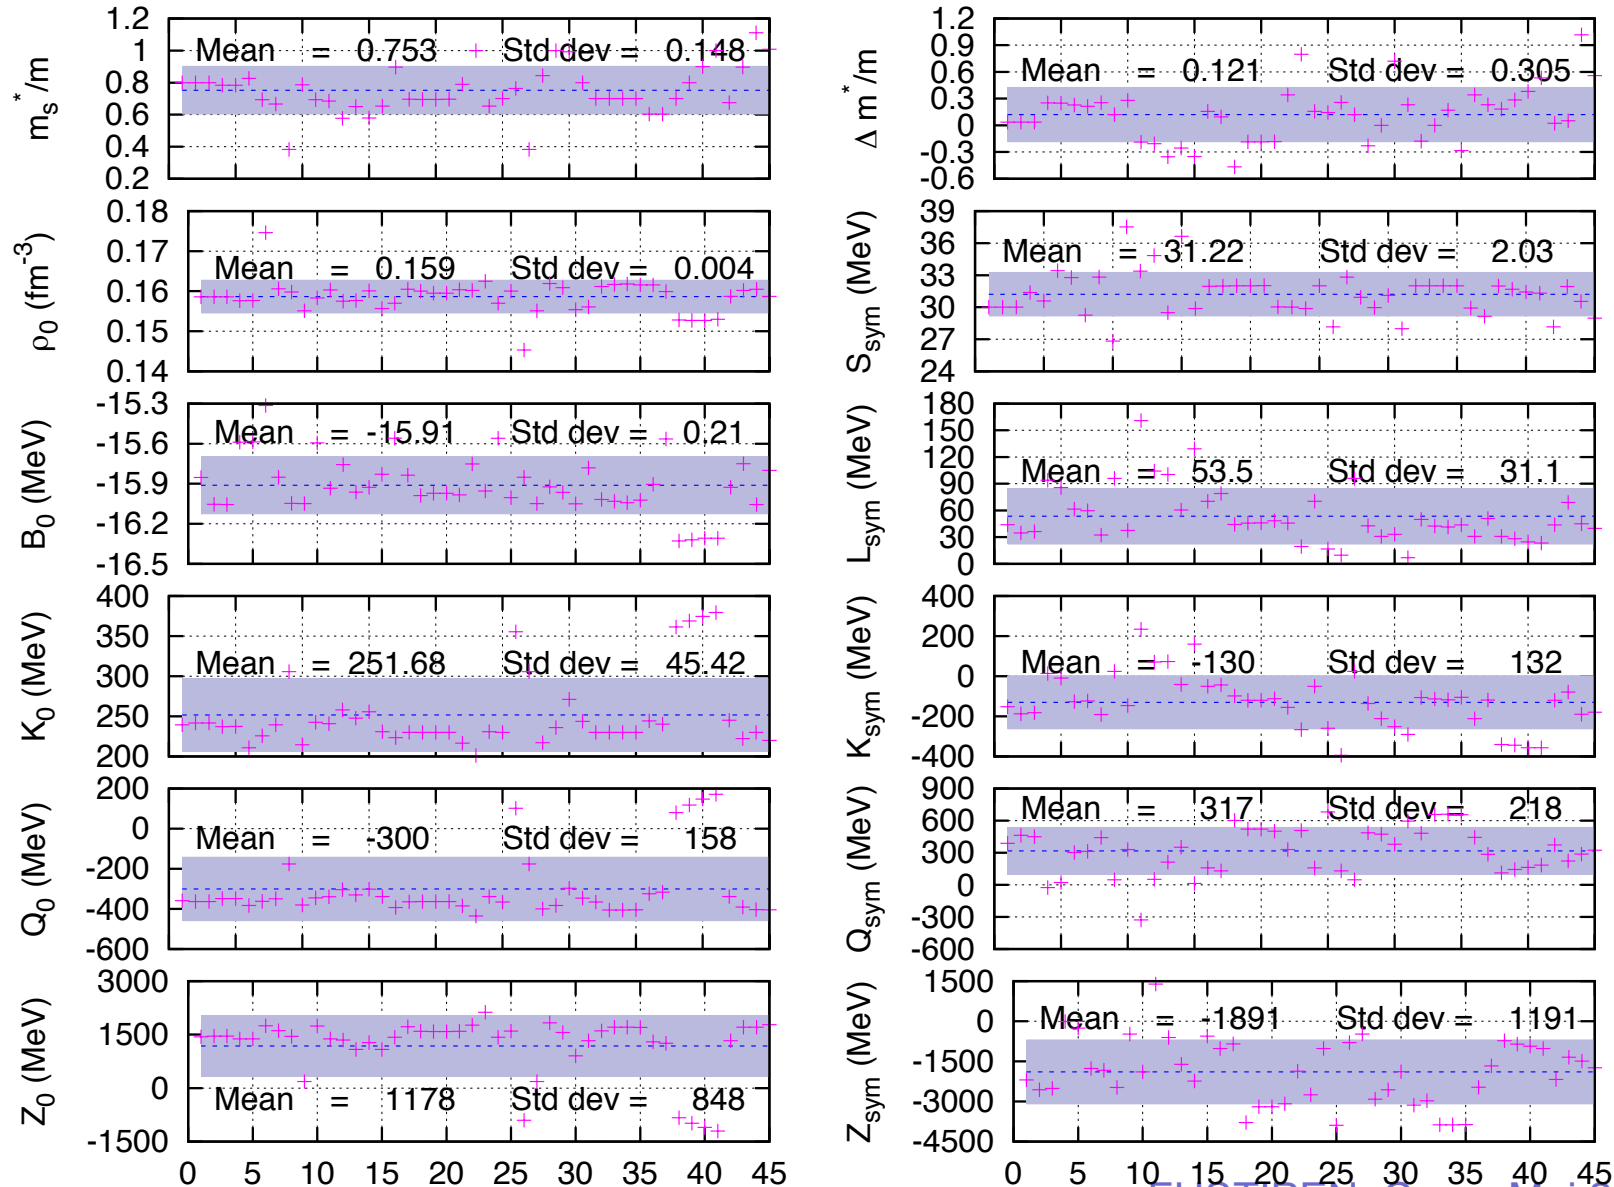 m*s/m
1.2
1
0.8
0.6
0.4
0.2
Mean = 0.753 Std dev = 0.148
Δ m*/m
1.2
0.9
0.6
0.3
0
-0.3
-0.6
Mean = 0.121 Std dev = 0.305
ρ0 (fm-3)
0.18
0.17
0.16
0.15
0.14
Mean = 0.159 Std dev = 0.004
Ssym (MeV)
39
36
33
30
27
24
Mean = 31.22 Std dev = 2.03
B0 (MeV)
-15.3
-15.6
-15.9
-16.2
-16.5
Mean = -15.91 Std dev = 0.21
Lsym (MeV)
180
150
120
90
60
30
0
Mean = 53.5 Std dev = 31.1
K0 (MeV)
400
350
300
250
200
Mean = 251.68 Std dev = 45.42
Ksym (MeV)
400
200
0
-200
-400
Mean = -130 Std dev = 132
Q0 (MeV)
200
0
-200
-400
-600
Mean = -300 Std dev = 158
Qsym (MeV)
900
600
300
0
-300
-600
Mean = 317 Std dev = 218
Z0 (MeV)
3000
1500
0
-1500
Mean = 1178 Std dev = 848
0 5 10 15 20 25 30 35 40 45
Zsym (MeV)
1500
0
-1500
-3000
-4500
Mean = -1891 Std dev = 1191
0 5 10 15 20 25 30 35 40 45